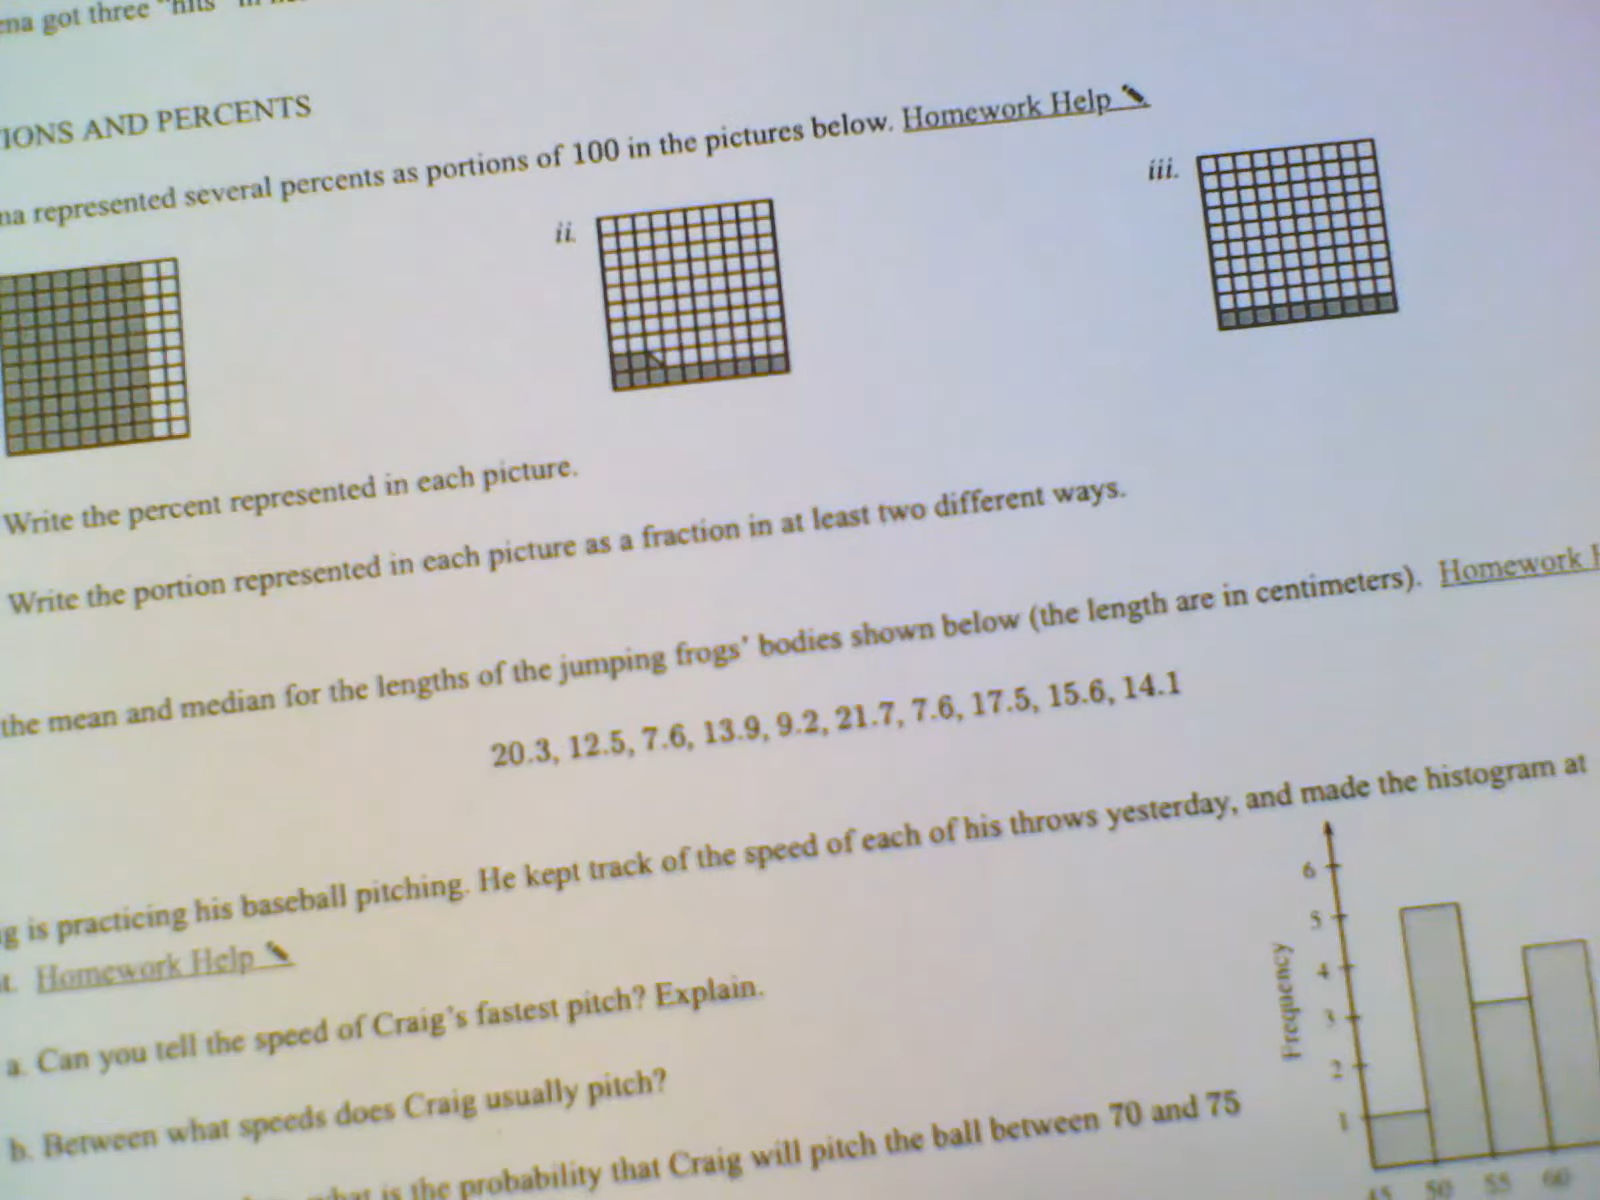 ena got three "hits"
IONS AND PERCENTS
na represented several percents as portions of 100 in the pictures below. Homework Help
ii.
iii.
Write the percent represented in each picture.
Write the portion represented in each picture as a fraction in at least two different ways.
the mean and median for the lengths of the jumping frogs' bodies shown below (the length are in centimeters). Homework
20.3, 12.5, 7.6, 13.9, 9.2, 21.7, 7.6, 17.5, 15.6, 14.1
g is practicing his baseball pitching. He kept track of the speed of each of his throws yesterday, and made the histogram at
t. Homework Help
a. Can you tell the speed of Craig's fastest pitch? Explain.
b. Between what speeds does Craig usually pitch?
what is the probability that Craig will pitch the ball between 70 and 75
Frequency
6
5
4
3
2
1
45 50 55 60